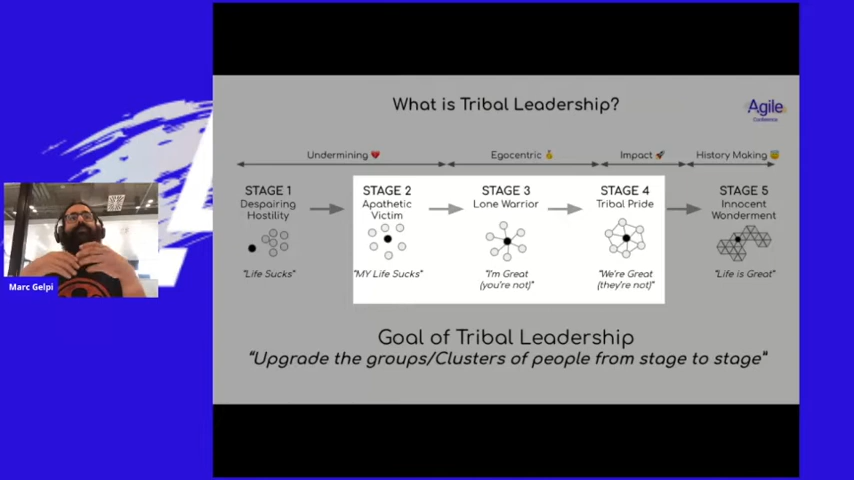 What is Tribal Leadership?
Agile
Conference
Undermining 💔
Egocentric 💰
Impact 🚀
History Making 😇
STAGE 1
Despairing
Hostility
"Life Sucks"
STAGE 2
Apathetic
Victim
"MY Life Sucks"
STAGE 3
Lone Warrior
"I'm Great
(you're not)"
STAGE 4
Tribal Pride
"We're Great
(they're not)"
STAGE 5
Innocent
Wonderment
"Life is Great"
Marc Gelpi
Goal of Tribal Leadership
"Upgrade the groups/Clusters of people from stage to stage"